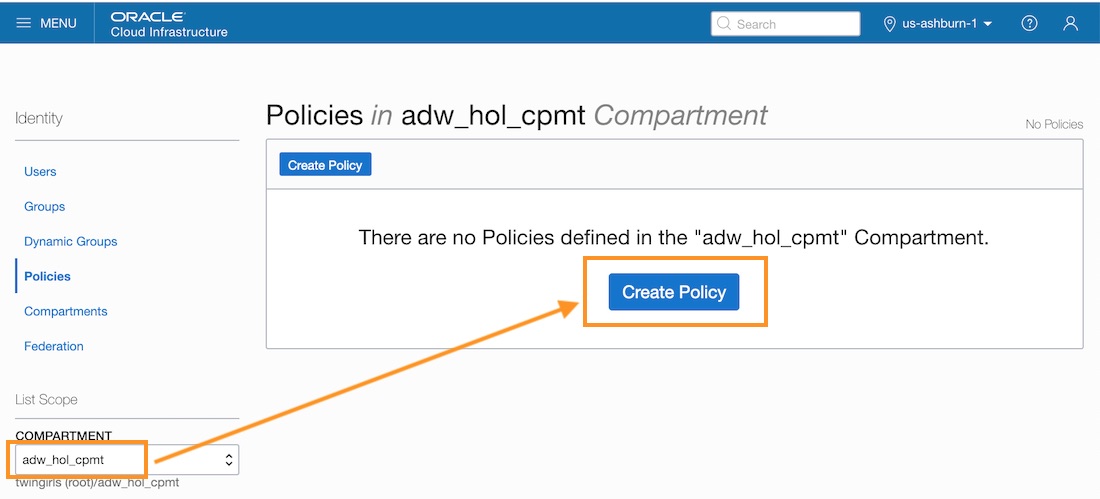 MENU
ORACLE
Cloud Infrastructure
Search
us-ashburn-1
?
Identity
Users
Groups
Dynamic Groups
Policies
Compartments
Federation
List Scope
COMPARTMENT
adw_hol_cpmt
twingirls (root)/adw_hol_cpmt
Policies in adw_hol_cpmt Compartment
No Policies
Create Policy
There are no Policies defined in the "adw_hol_cpmt" Compartment.
Create Policy